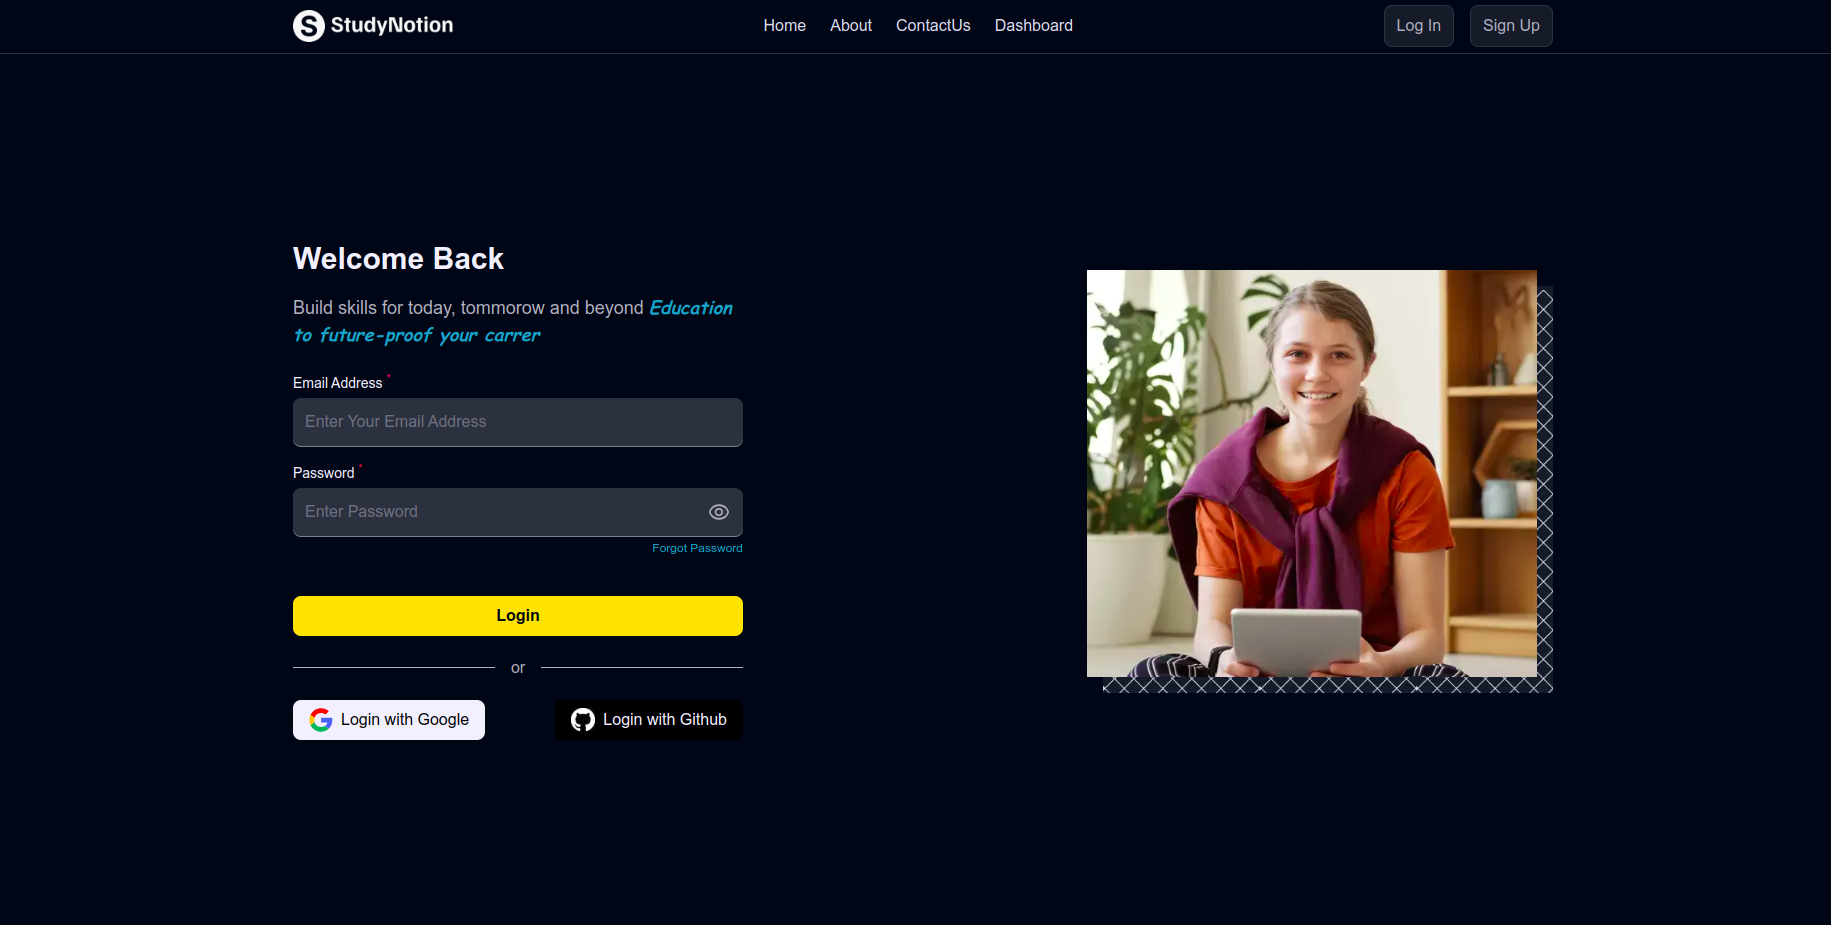 StudyNotion
Home About ContactUs Dashboard
Log In Sign Up
Welcome Back
Build skills for today, tommorow and beyond Education
to future-proof your carrer
Email Address *
Enter Your Email Address
Password *
Enter Password
Forgot Password
Login
or
Login with Google Login with Github